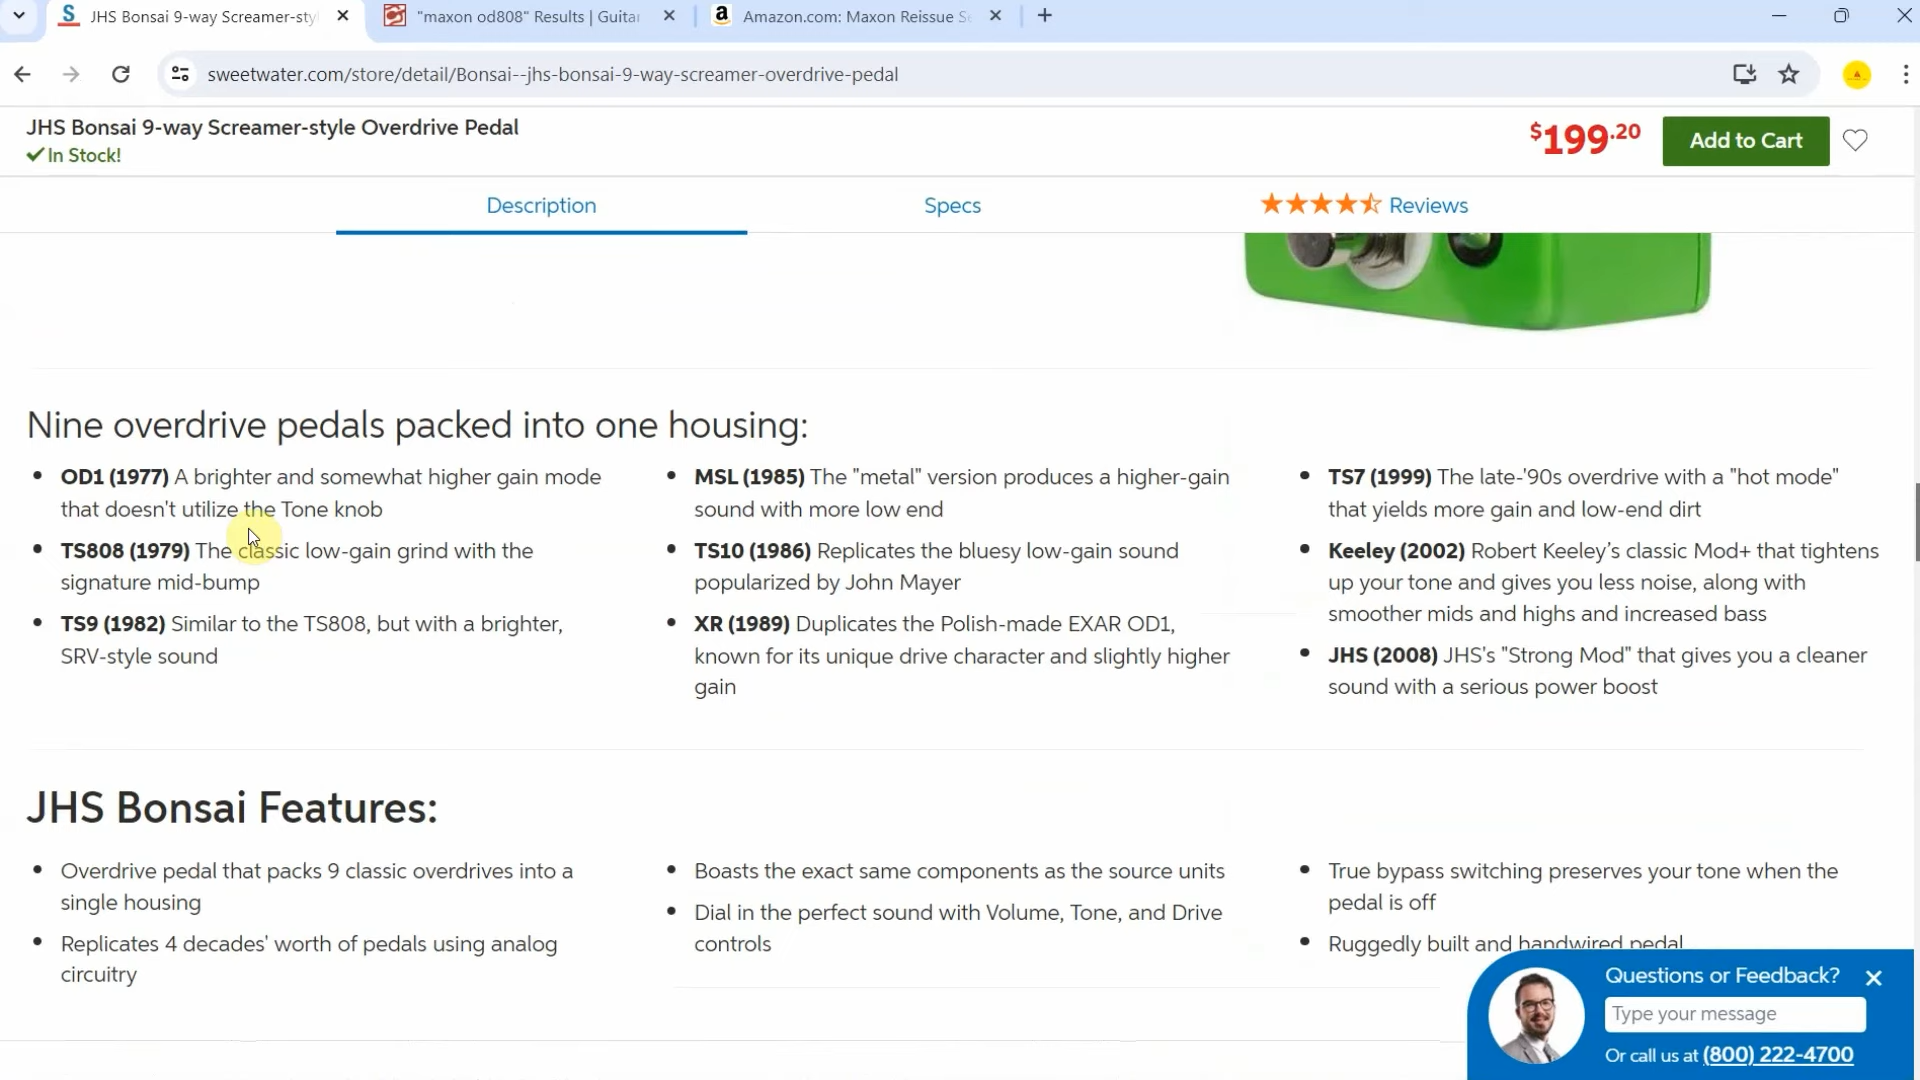 JHS Bonsai 9-way Screamer-sty
"maxon od808" Results | Guitar
Amazon.com: Maxon Reissue S
sweetwater.com/store/detail/Bonsai--jhs-bonsai-9-way-screamer-overdrive-pedal
JHS Bonsai 9-way Screamer-style Overdrive Pedal
In Stock!
$199.20
Add to Cart
Description
Specs
Reviews
Nine overdrive pedals packed into one housing:
OD1 (1977) A brighter and somewhat higher gain mode
that doesn't utilize the Tone knob
TS808 (1979) The classic low-gain grind with the
signature mid-bump
TS9 (1982) Similar to the TS808, but with a brighter,
SRV-style sound
MSL (1985) The "metal" version produces a higher-gain
sound with more low end
TS10 (1986) Replicates the bluesy low-gain sound
popularized by John Mayer
XR (1989) Duplicates the Polish-made EXAR OD1,
known for its unique drive character and slightly higher
gain
TS7 (1999) The late-'90s overdrive with a "hot mode"
that yields more gain and low-end dirt
Keeley (2002) Robert Keeley’s classic Mod+ that tightens
up your tone and gives you less noise, along with
smoother mids and highs and increased bass
JHS (2008) JHS's "Strong Mod" that gives you a cleaner
sound with a serious power boost
JHS Bonsai Features:
Overdrive pedal that packs 9 classic overdrives into a
single housing
Replicates 4 decades' worth of pedals using analog
circuitry
Boasts the exact same components as the source units
Dial in the perfect sound with Volume, Tone, and Drive
controls
True bypass switching preserves your tone when the
pedal is off
Ruggedly built and handwired pedal
Questions or Feedback?
Type your message
Or call us at (800) 222-4700